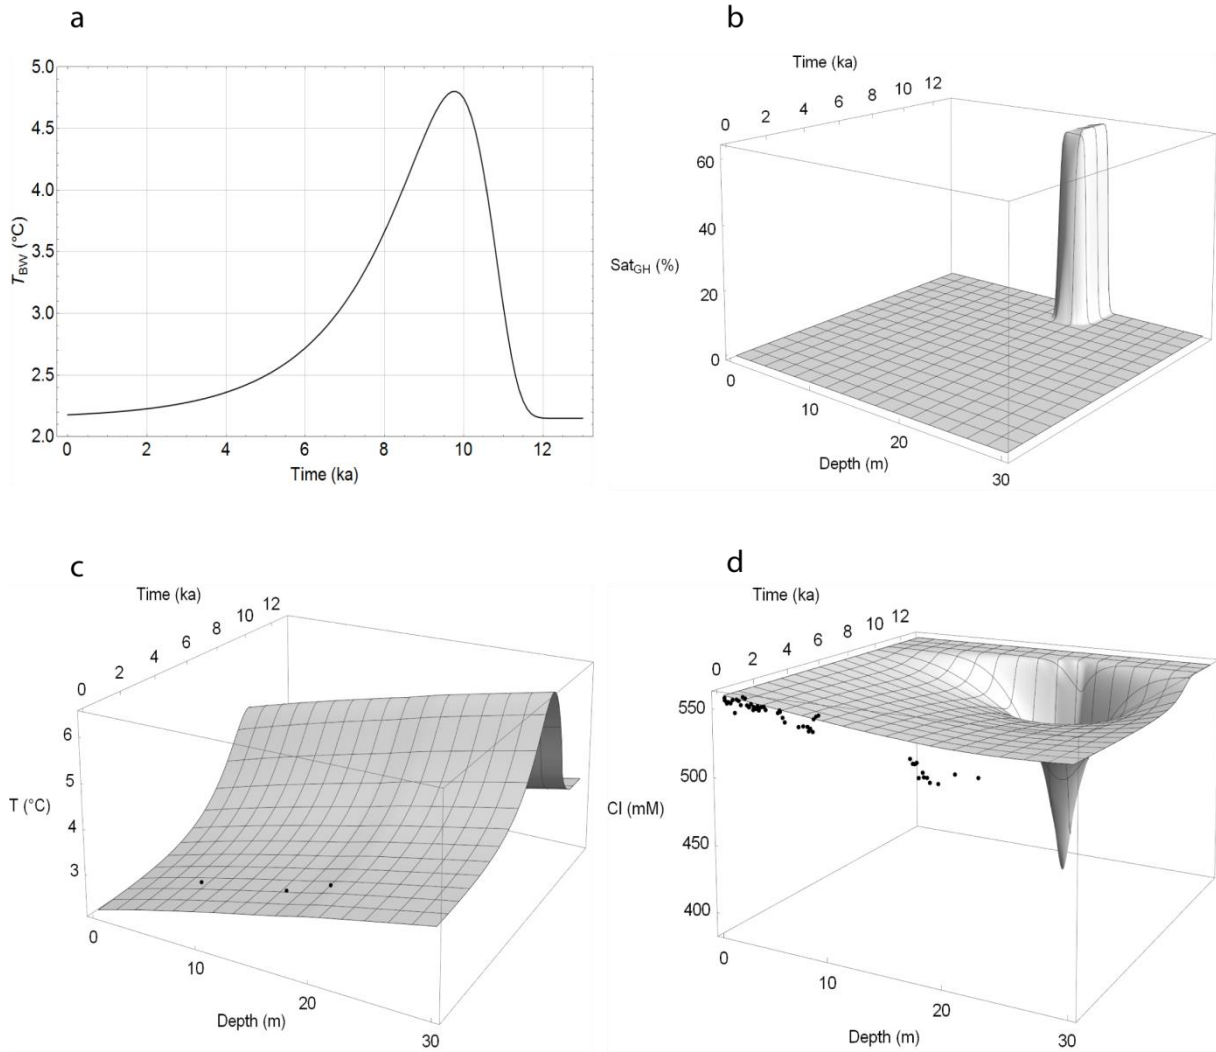 a
5.0
4.5
4.0
3.5
3.0
2.5
2.0
T_BW (°C)
0 2 4 6 8 10 12
Time (ka)
b
Time (ka)
0 2 4 6 8 10 12
60
40
20
0
Sat_GH (%)
0
10
20
30
Depth (m)
c
Time (ka)
0 2 4 6 8 10 12
6
5
4
3
T (°C)
0
10
20
30
Depth (m)
d
Time (ka)
0 2 4 6 8 10 12
550
500
450
400
Cl (mM)
0
10
20
30
Depth (m)